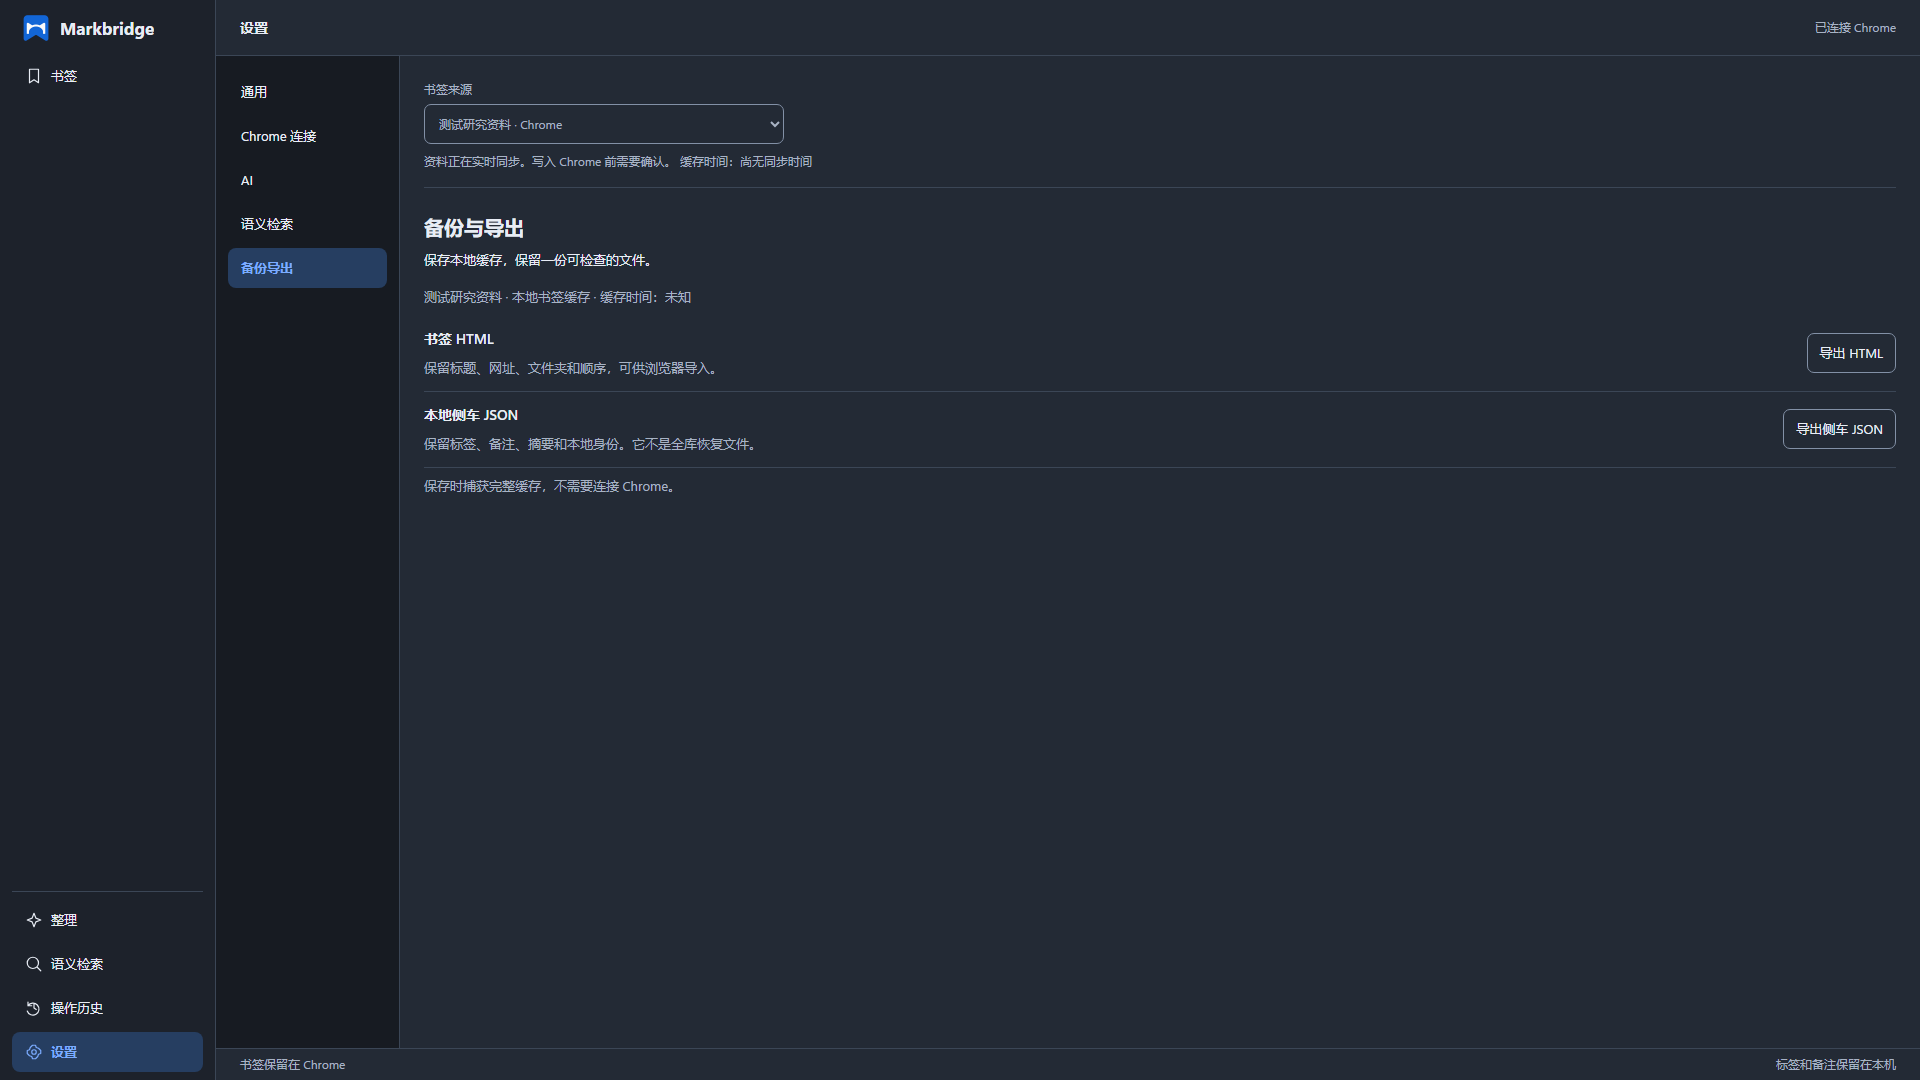 Markbridge
书签
整理
语义检索
操作历史
设置
设置
已连接 Chrome
通用
Chrome 连接
AI
语义检索
备份导出
书签来源
测试研究资料 · Chrome
资料正在实时同步。写入 Chrome 前需要确认。 缓存时间：尚无同步时间
备份与导出
保存本地缓存，保留一份可检查的文件。
测试研究资料 · 本地书签缓存 · 缓存时间：未知
书签 HTML
保留标题、网址、文件夹和顺序，可供浏览器导入。
导出 HTML
本地侧车 JSON
保留标签、备注、摘要和本地身份。它不是全库恢复文件。
导出侧车 JSON
保存时捕获完整缓存，不需要连接 Chrome。
书签保留在 Chrome
标签和备注保留在本机